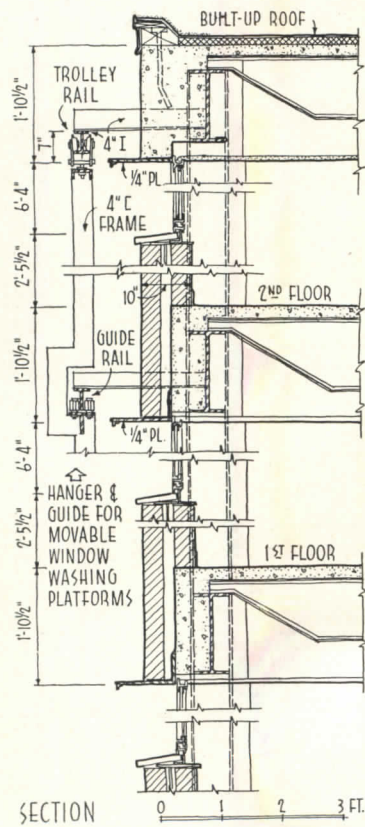 BUILT-UP ROOF
TROLLEY
RAIL
1'-10½"
7"
4" I
¼" PL.
6'-4"
4" C
FRAME
2'-5½"
10"
2ND FLOOR
GUIDE
RAIL
1'-10½"
¼" PL.
6'-4"
HANGER &
GUIDE FOR
MOVABLE
WINDOW
WASHING
PLATFORMS
2'-5½"
1ST FLOOR
1'-10½"
SECTION
0 1 2 3 FT.